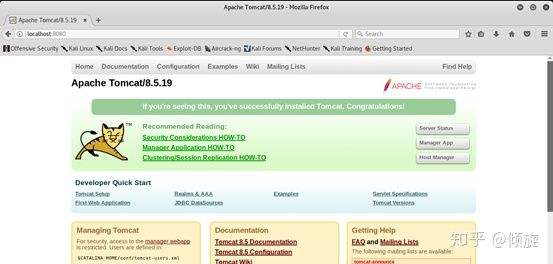 Apache Tomcat/8.5.19 - Mozilla Firefox
Apache Tomcat/8.5.19
localhost:8080
Search
Offensive Security Kali Linux Kali Docs Kali Tools Exploit-DB Aircrack-ng Kali Forums NetHunter Kali Training Getting Started
Home Documentation Configuration Examples Wiki Mailing Lists Find Help
Apache Tomcat/8.5.19
APACHE SOFTWARE FOUNDATION
If you're seeing this, you've successfully installed Tomcat. Congratulations!
TM
Recommended Reading:
Security Considerations HOW-TO
Manager Application HOW-TO
Clustering/Session Replication HOW-TO
Server Status
Manager App
Host Manager
Developer Quick Start
Tomcat Setup Realms & AAA Examples Servlet Specifications
First Web Application JDBC DataSources Tomcat Versions
Managing Tomcat
For security, access to the manager webapp
is restricted. Users are defined in:
$CATALINA_HOME/conf/tomcat-users.xml
Documentation
Tomcat 8.5 Documentation
Tomcat 8.5 Configuration
Tomcat Wiki
Getting Help
FAQ and Mailing Lists
The following mailing lists are available:
tomcat-announce
知乎 @倾旋